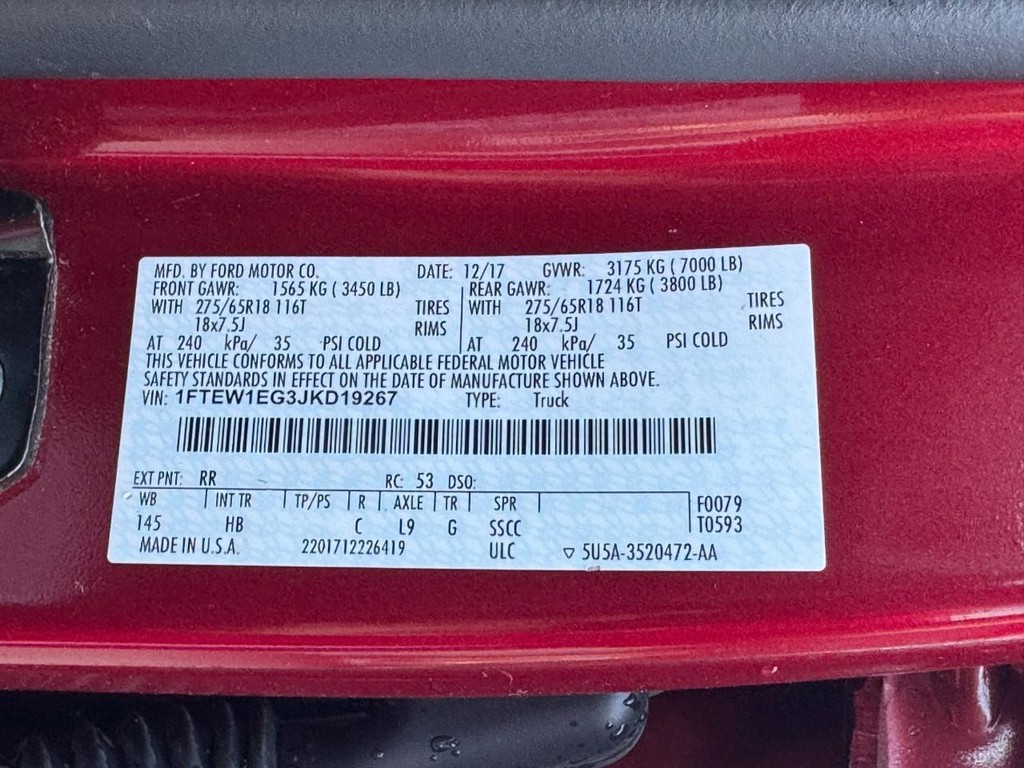 MFD. BY FORD MOTOR CO. DATE: 12/17 GVWR: 3175 KG ( 7000 LB)
FRONT GAWR: 1565 KG ( 3450 LB) REAR GAWR: 1724 KG ( 3800 LB)
WITH 275/65R18 116T TIRES WITH 275/65R18 116T TIRES
18x7.5J RIMS 18x7.5J RIMS
AT 240 kPa/ 35 PSI COLD AT 240 kPa/ 35 PSI COLD
THIS VEHICLE CONFORMS TO ALL APPLICABLE FEDERAL MOTOR VEHICLE
SAFETY STANDARDS IN EFFECT ON THE DATE OF MANUFACTURE SHOWN ABOVE.
VIN: 1FTEW1EG3JKD19267 TYPE: Truck
EXT PNT: RR RC: 53 DSO:
WB INT TR TP/PS R AXLE TR SPR F0079
145 HB C L9 G SSCC T0593
MADE IN U.S.A. 2201712226419 ULC ▽ 5U5A-3520472-AA